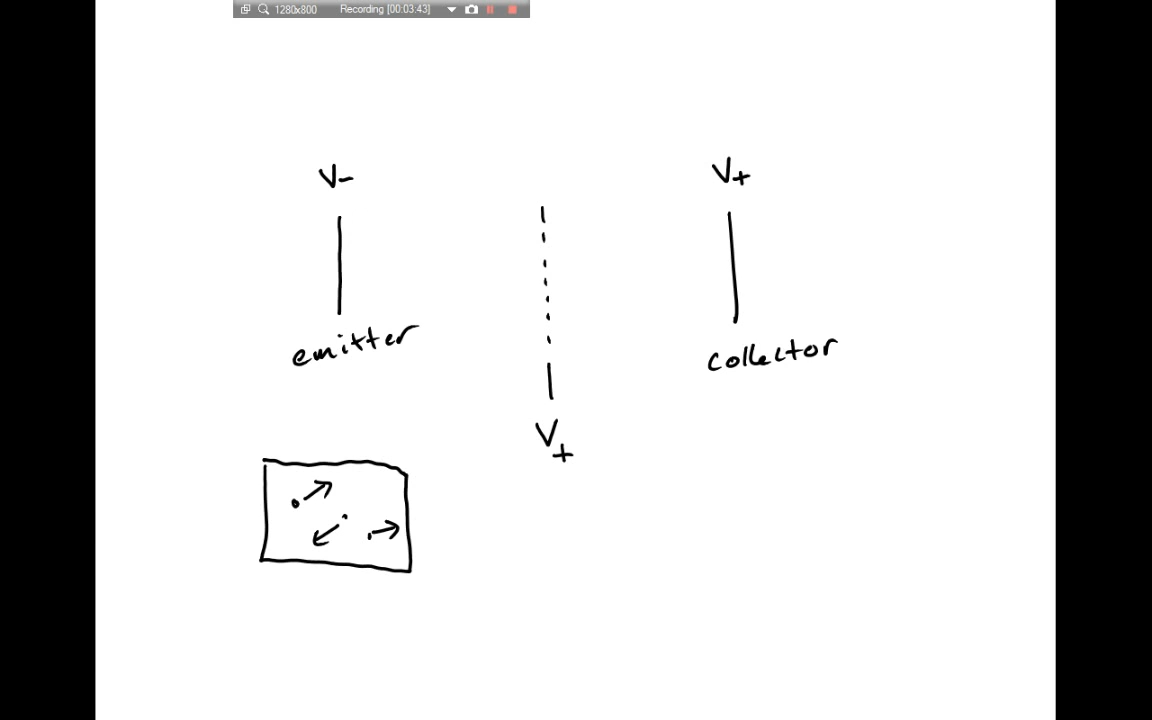 1280x800 Recording [00:03:43]
V- V+
emitter collector
V+